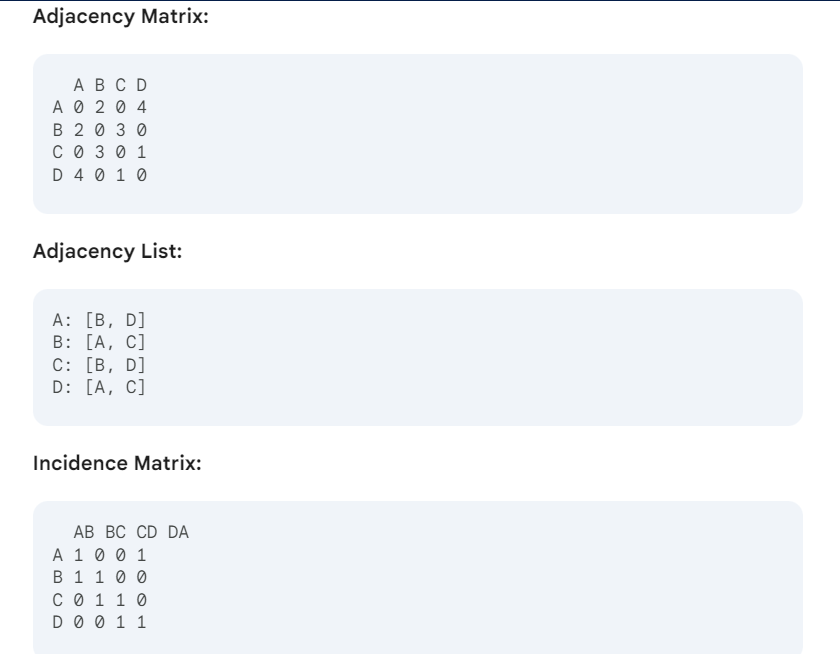 Adjacency Matrix:
  A B C D
A 0 2 0 4
B 2 0 3 0
C 0 3 0 1
D 4 0 1 0
Adjacency List:
A: [B, D]
B: [A, C]
C: [B, D]
D: [A, C]
Incidence Matrix:
  AB BC CD DA
A 1 0 0 1
B 1 1 0 0
C 0 1 1 0
D 0 0 1 1